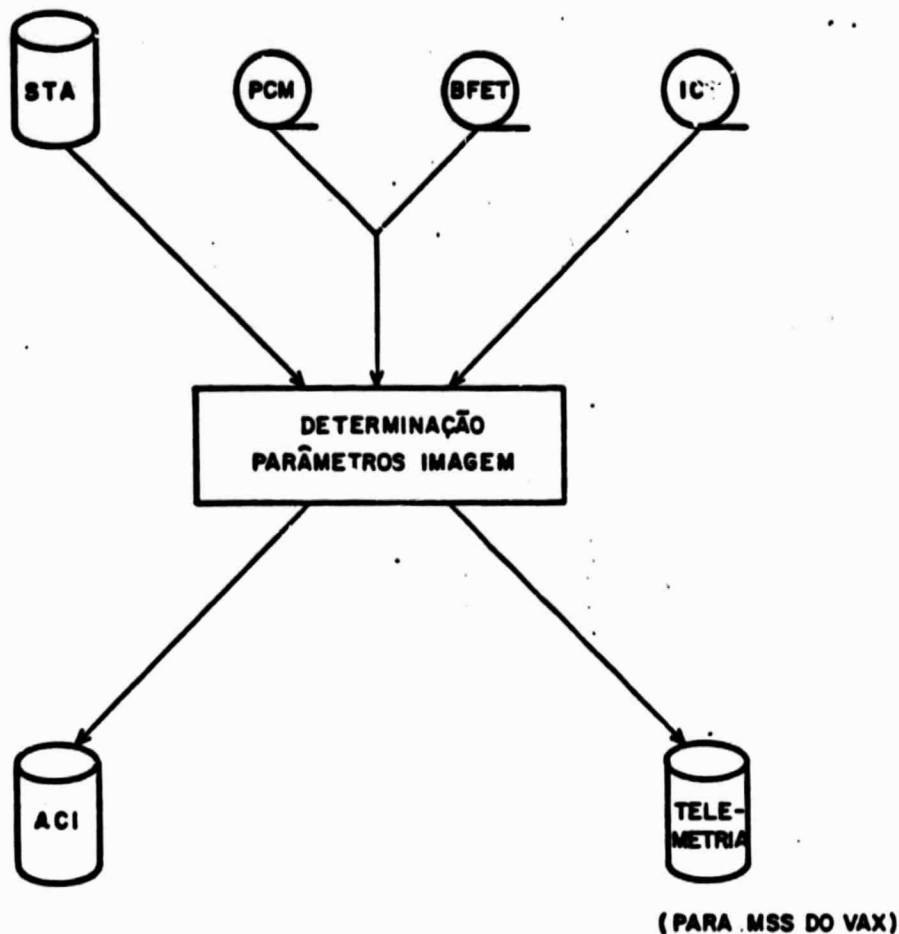 STA
PCM
BFET
DETERMINAÇÃO
PARÂMETROS IMAGEM
ACI
TELE-
METRIA
(PARA .MSS DO VAX)